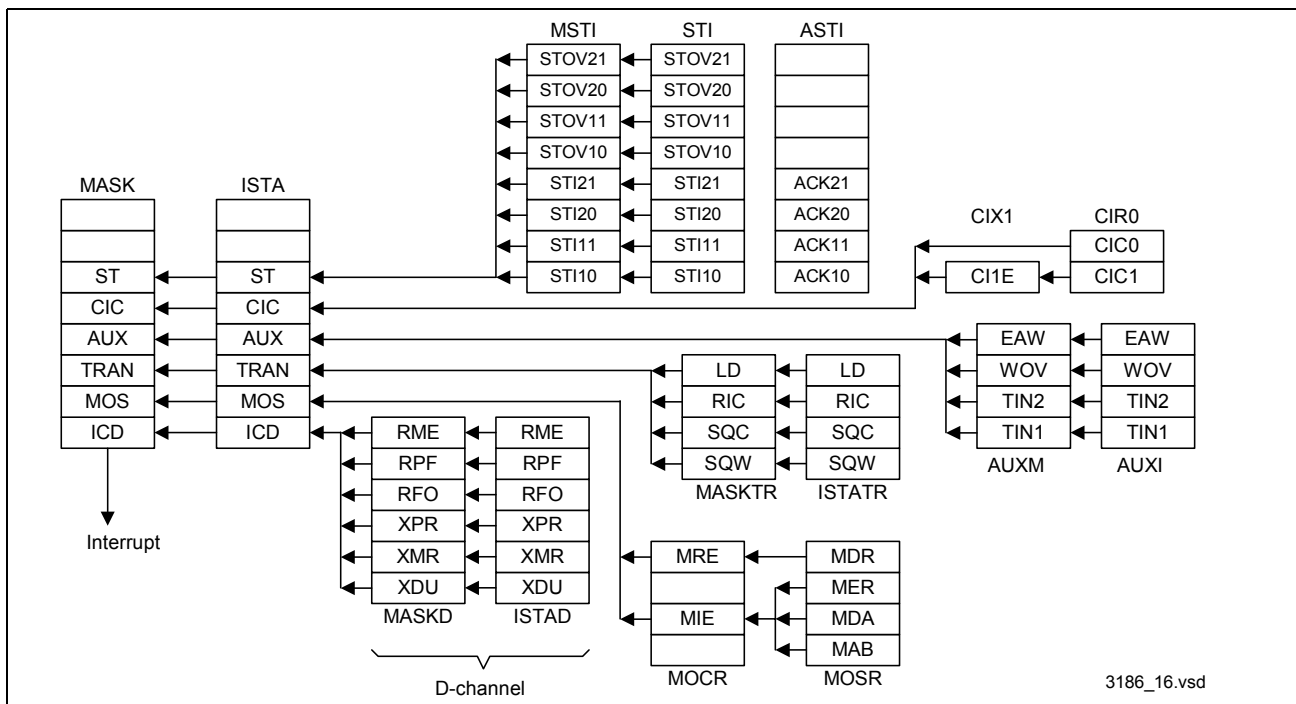 MSTI STI ASTI
STOV21 STOV21
STOV20 STOV20
STOV11 STOV11
STOV10 STOV10
MASK ISTA STI21 STI21 ACK21
STI20 STI20 ACK20 CIX1 CIR0
STI11 STI11 ACK11 CIC0
ST ST STI10 STI10 ACK10 CI1E CIC1
CIC CIC
AUX AUX EAW EAW
TRAN TRAN LD LD WOV WOV
MOS MOS RIC RIC TIN2 TIN2
ICD ICD RME RME SQC SQC TIN1 TIN1
RPF RPF SQW SQW AUXM AUXI
RFO RFO MASKTR ISTATR
Interrupt XPR XPR
XMR XMR MRE MDR
XDU XDU MER
MASKD ISTAD MIE MDA
MAB
D-channel MOCR MOSR
3186_16.vsd